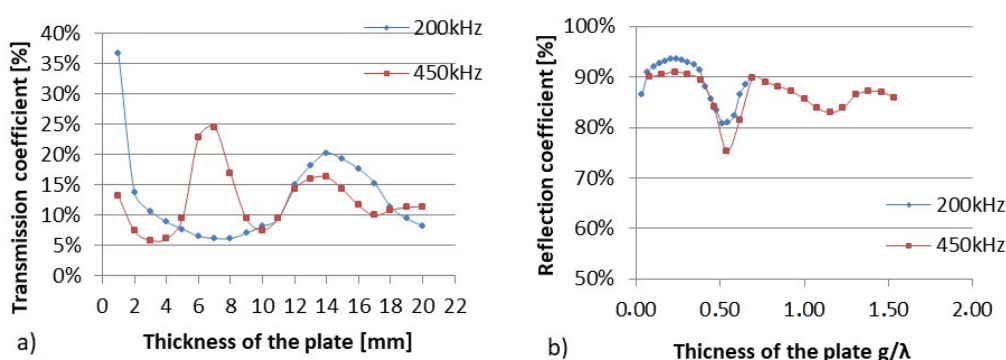 Transmission coefficient [%]
40%
35%
30%
25%
20%
15%
10%
5%
0%
200kHz
450kHz
0 2 4 6 8 10 12 14 16 18 20 22
Thickness of the plate [mm]
a)
b)
Reflection coefficient [%]
100%
90%
80%
70%
60%
50%
200kHz
450kHz
0.00 0.50 1.00 1.50 2.00
Thicness of the plate g/λ